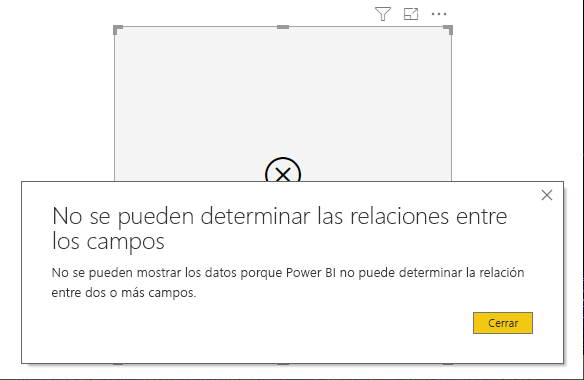 No se pueden determinar las relaciones entre
los campos
No se pueden mostrar los datos porque Power BI no puede determinar la relación
entre dos o más campos.
Cerrar